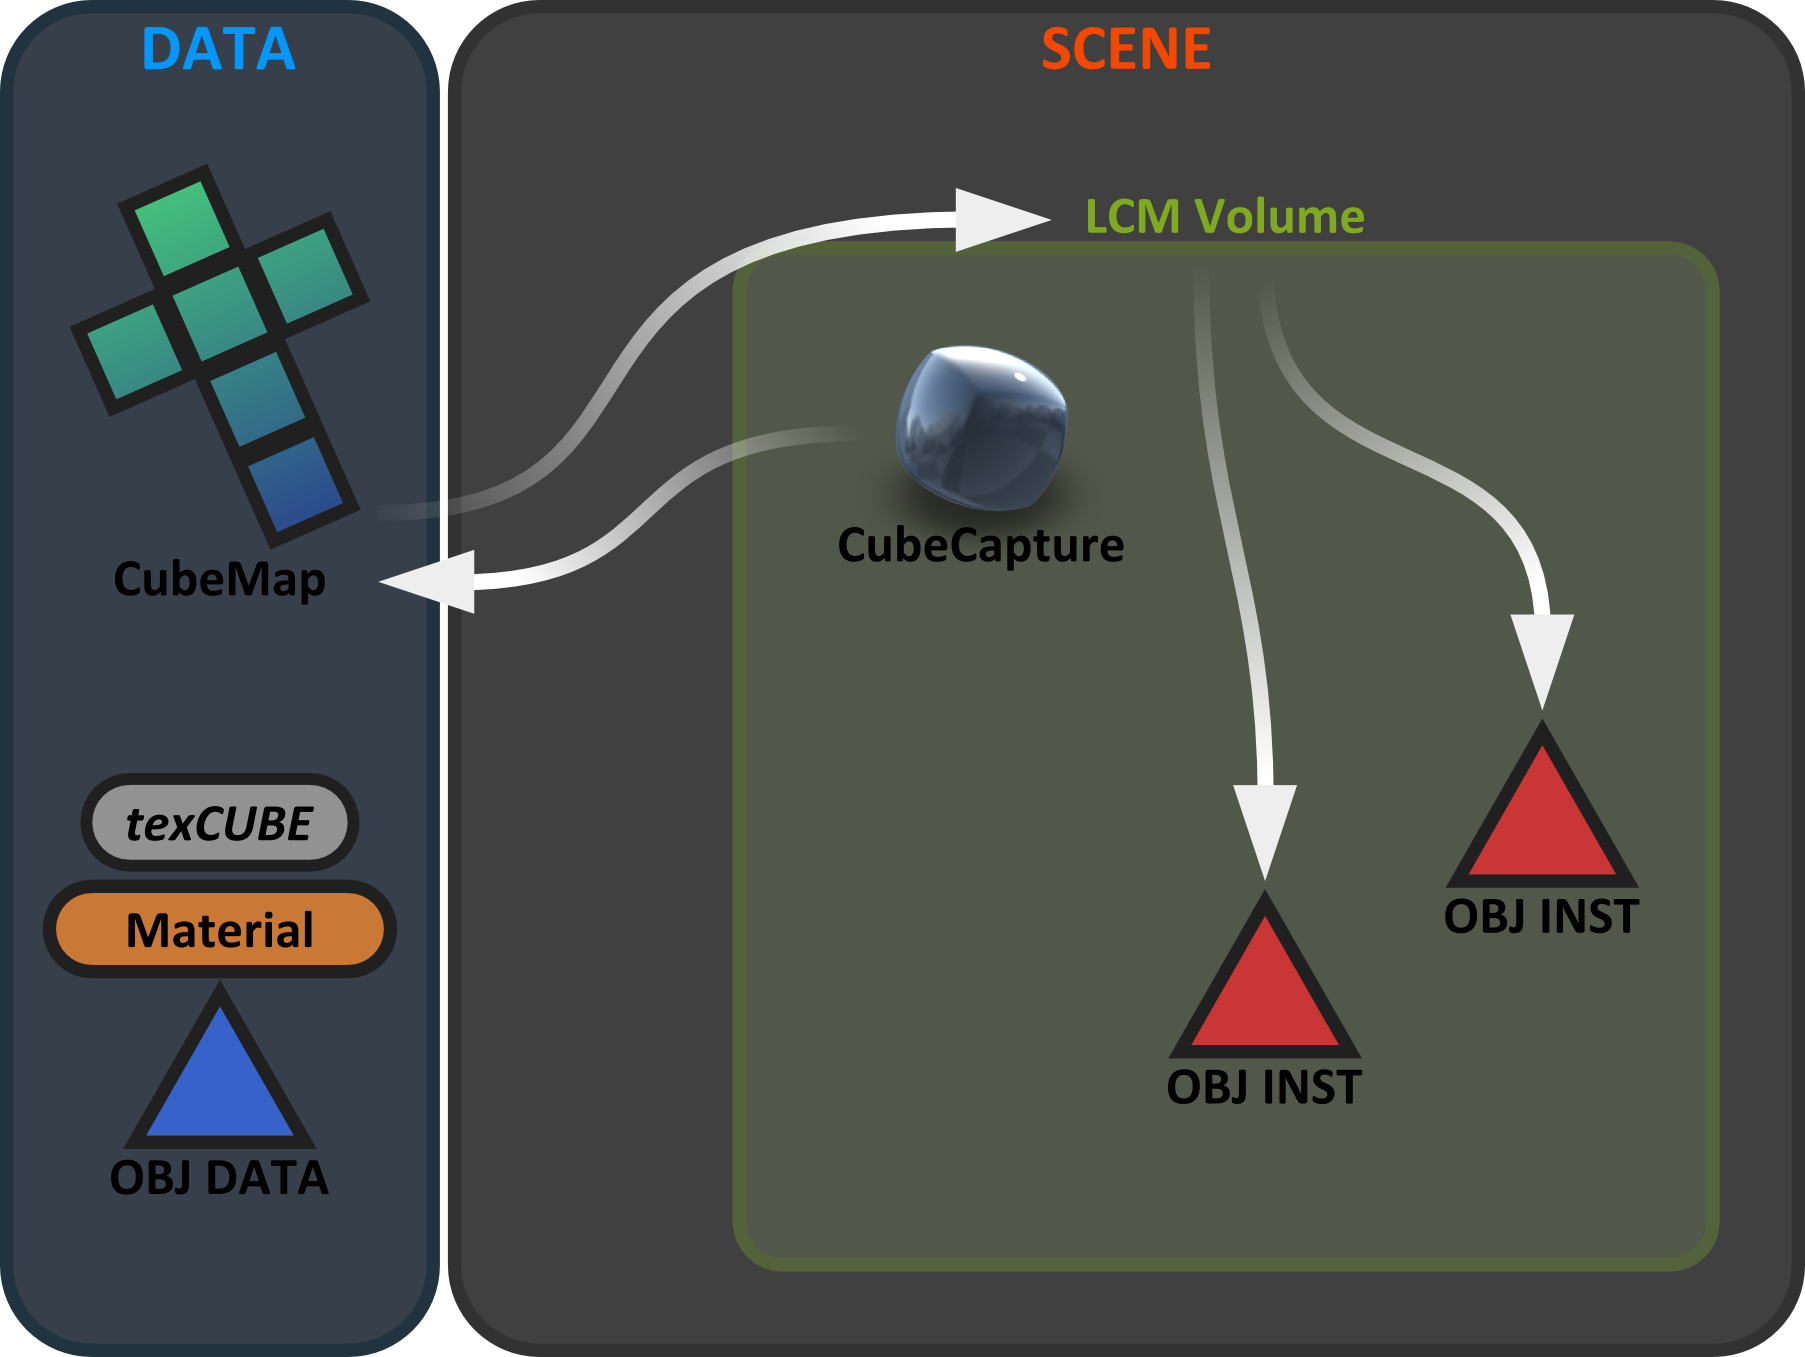 DATA
CubeMap
texCUBE
Material
OBJ DATA
SCENE
LCM Volume
CubeCapture
OBJ INST
OBJ INST